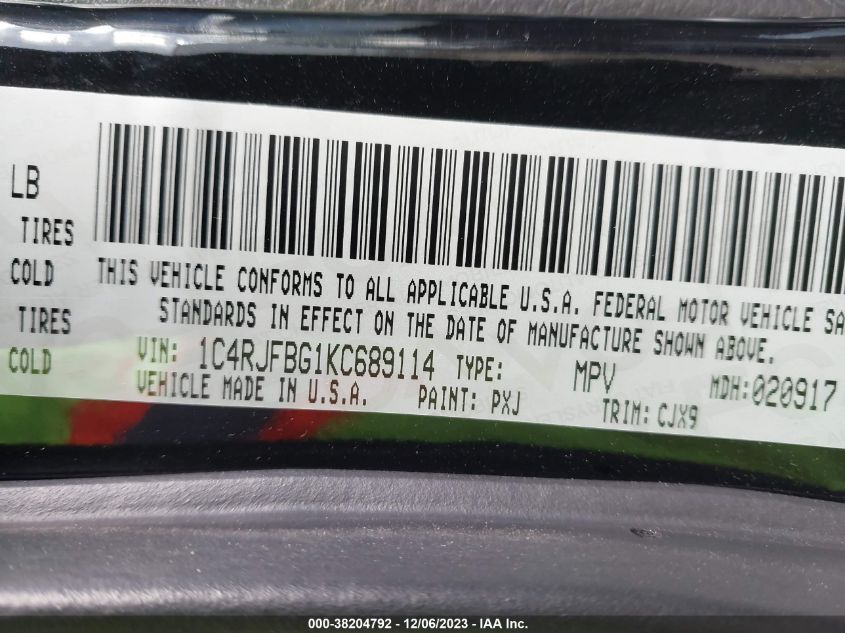 LB
TIRES
COLD
THIS VEHICLE CONFORMS TO ALL APPLICABLE U.S.A. FEDERAL MOTOR VEHICLE SA
STANDARDS IN EFFECT ON THE DATE OF MANUFACTURE SHOWN ABOVE.
TIRES
COLD
VIN: 1C4RJFBG1KC689114 TYPE: MPV MDH:020917
VEHICLE MADE IN U.S.A. PAINT: PXJ TRIM: CJX9
000-38204792 - 12/06/2023 - IAA Inc.